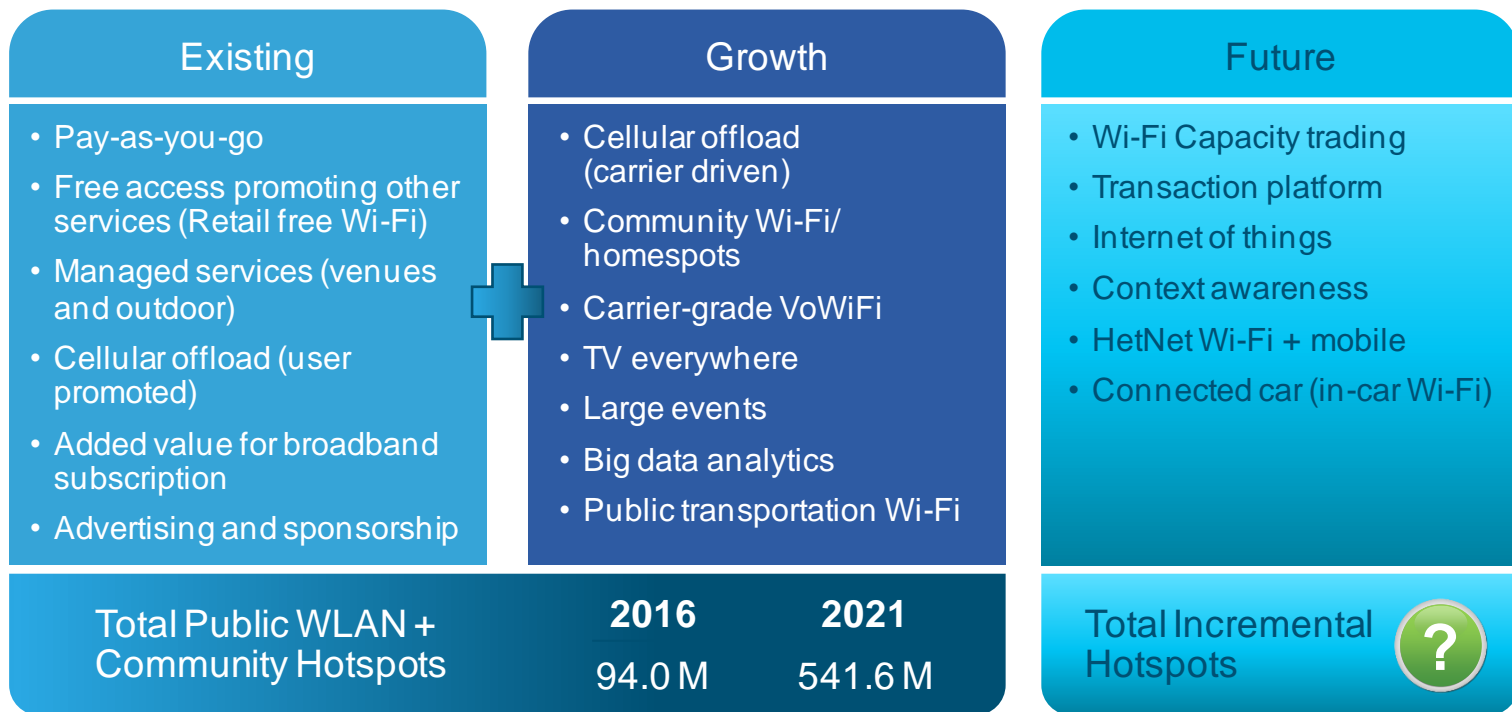 Existing
• Pay-as-you-go
• Free access promoting other
services (Retail free Wi-Fi)
• Managed services (venues
and outdoor)
• Cellular offload (user
promoted)
• Added value for broadband
subscription
• Advertising and sponsorship
Growth
• Cellular offload
(carrier driven)
• Community Wi-Fi/
homespots
• Carrier-grade VoWiFi
• TV everywhere
• Large events
• Big data analytics
• Public transportation Wi-Fi
Future
• Wi-Fi Capacity trading
• Transaction platform
• Internet of things
• Context awareness
• HetNet Wi-Fi + mobile
• Connected car (in-car Wi-Fi)
Total Public WLAN +
Community Hotspots
2016 2021
94.0 M 541.6 M
Total Incremental
Hotspots
?